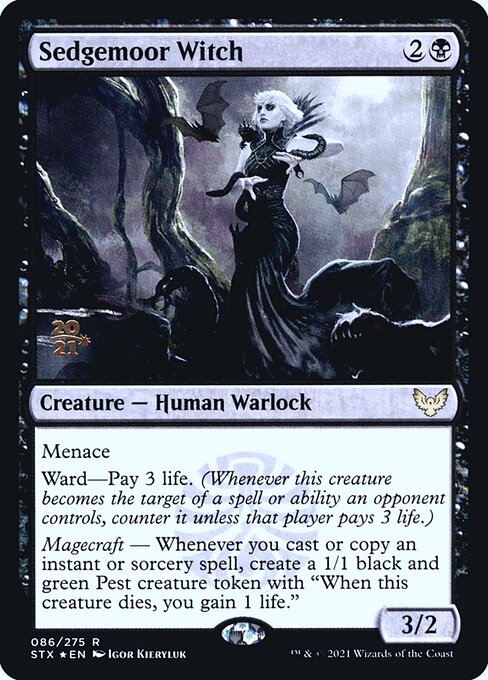 Sedgemoor Witch 2
20
21
Creature — Human Warlock
Menace
Ward—Pay 3 life. (Whenever this creature
becomes the target of a spell or ability an opponent
controls, counter it unless that player pays 3 life.)
Magecraft — Whenever you cast or copy an
instant or sorcery spell, create a 1/1 black and
green Pest creature token with “When this
creature dies, you gain 1 life.”
3/2
086/275 R
STX ★ EN Igor Kieryluk
™ & © 2021 Wizards of the Coast